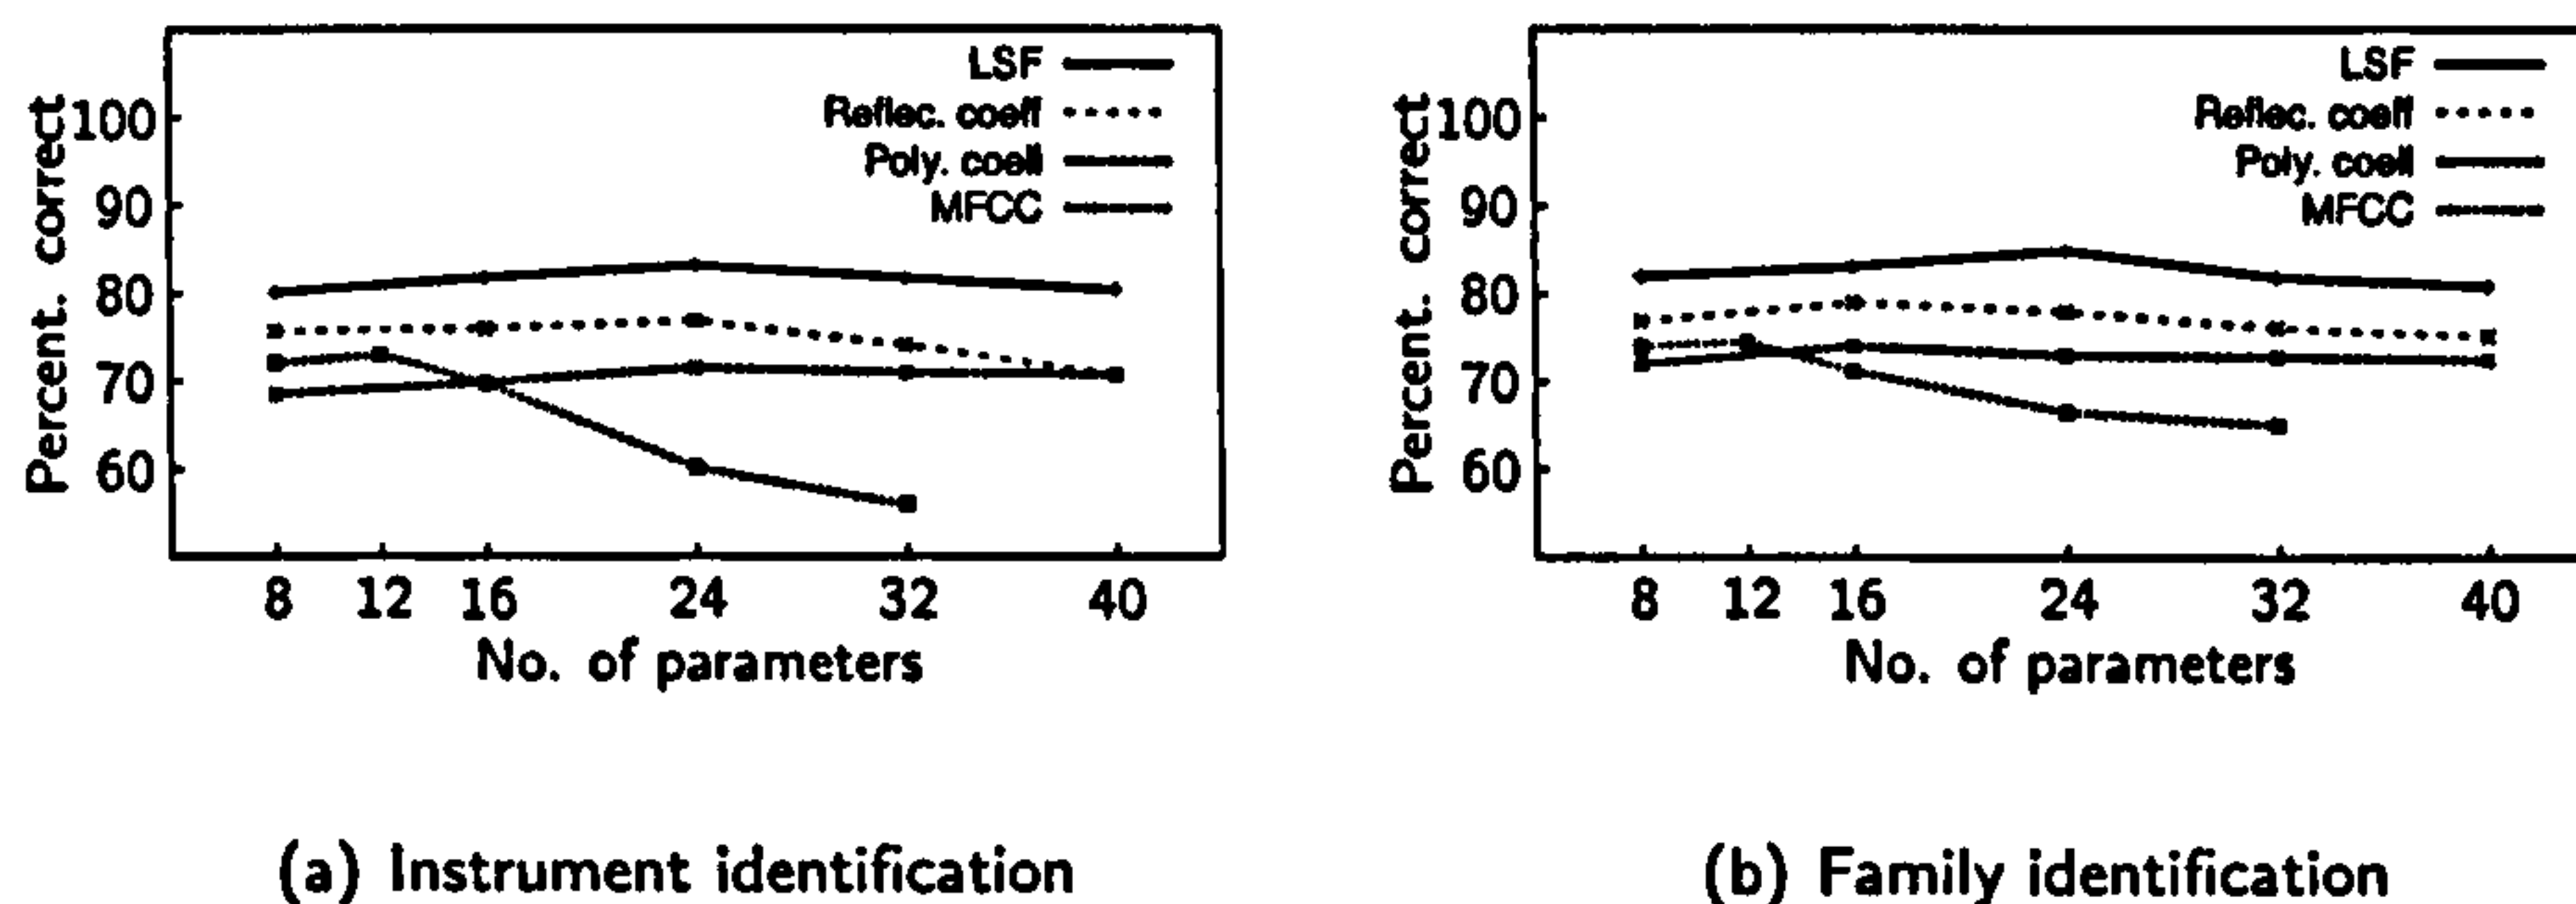 LSF
Reflec. coeff
Poly. coeff
MFCC
Percent. correct
100
90
80
70
60
8 12 16 24 32 40
No. of parameters
(a) Instrument identification
LSF
Reflec. coeff
Poly. coeff
MFCC
Percent. correct
100
90
80
70
60
8 12 16 24 32 40
No. of parameters
(b) Family identification